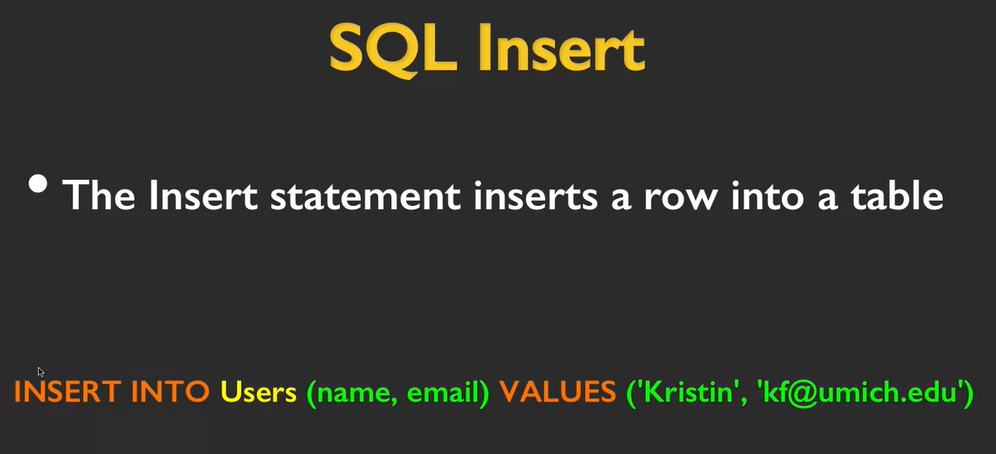 SQL Insert
• The Insert statement inserts a row into a table
INSERT INTO Users (name, email) VALUES ('Kristin', 'kf@umich.edu')